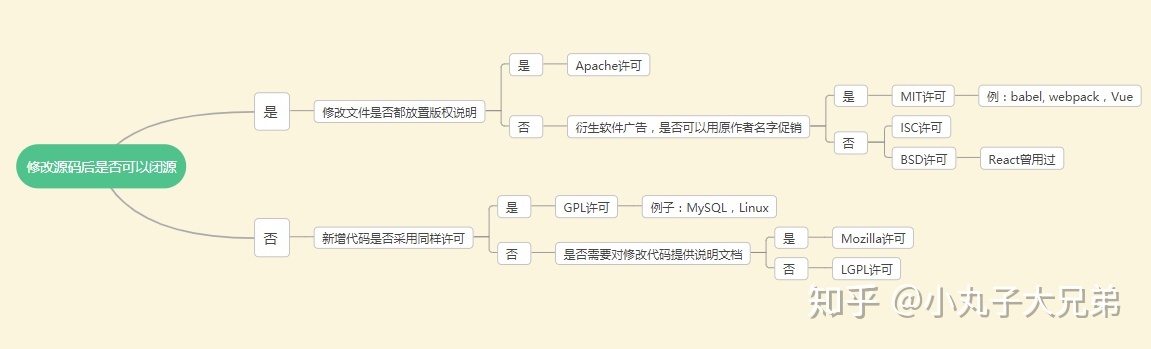 修改源码后是否可以闭源
是
修改文件是否都放置版权说明
是
Apache许可
否
衍生软件广告，是否可以用原作者名字促销
是
MIT许可
例：babel, webpack，Vue
否
ISC许可
BSD许可
React曾用过
否
新增代码是否采用同样许可
是
GPL许可
例子：MySQL，Linux
否
是否需要对修改代码提供说明文档
是
Mozilla许可
否
LGPL许可
知乎 @小丸子大兄弟